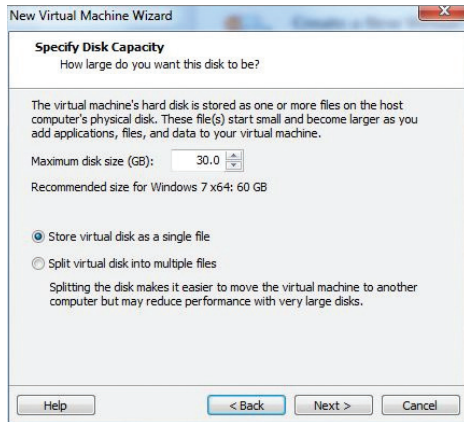 New Virtual Machine Wizard
Specify Disk Capacity
How large do you want this disk to be?
The virtual machine's hard disk is stored as one or more files on the host
computer's physical disk. These file(s) start small and become larger as you
add applications, files, and data to your virtual machine.
Maximum disk size (GB): 30.0
Recommended size for Windows 7 x64: 60 GB
Store virtual disk as a single file
Split virtual disk into multiple files
Splitting the disk makes it easier to move the virtual machine to another
computer but may reduce performance with very large disks.
Help < Back Next > Cancel